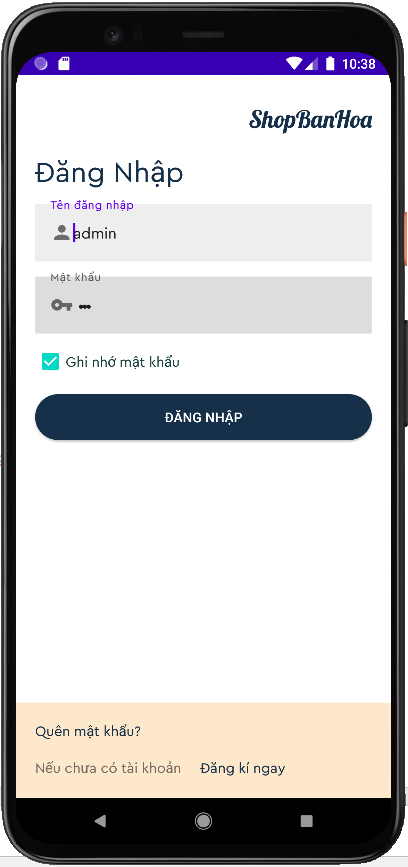 10:38
ShopBanHoa
Đăng Nhập
Tên đăng nhập
admin
Mật khẩu
•••
Ghi nhớ mật khẩu
ĐĂNG NHẬP
Quên mật khẩu?
Nếu chưa có tài khoản Đăng kí ngay